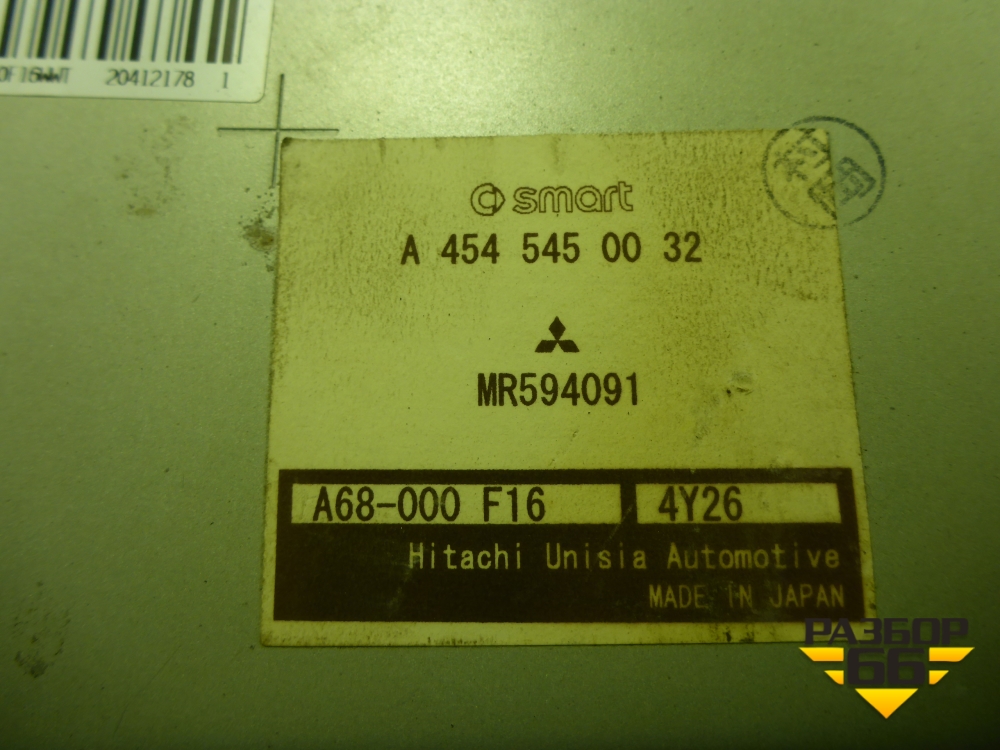 20412178 1
smart
A 454 545 00 32
MR594091
A68-000 F16 4Y26
Hitachi Unisia Automotive
MADE IN JAPAN
РАЗБОР
66